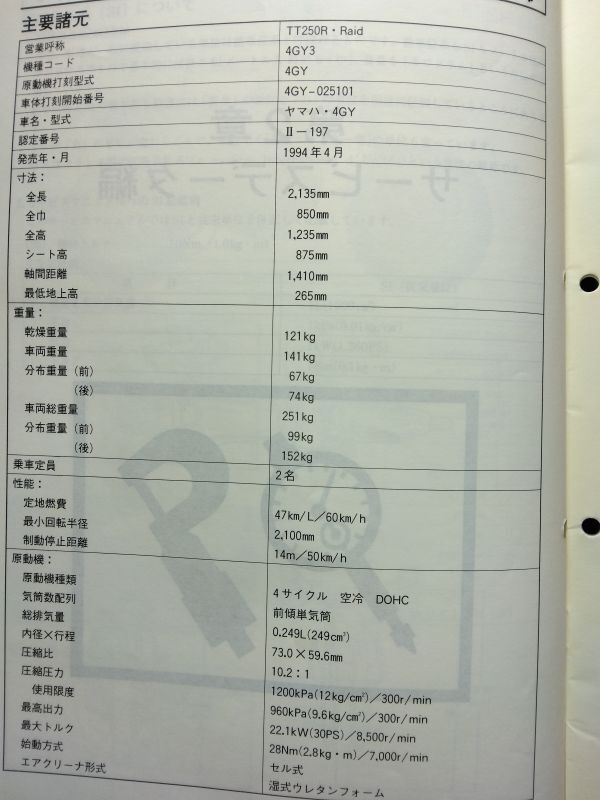 主要諸元
営業呼称 TT250R・Raid
機種コード 4GY3
原動機打刻型式 4GY
車体打刻開始番号 4GY-025101
車名・型式 ヤマハ・4GY
認定番号 II-197
発売年・月 1994年4月
寸法：
全長 2,135mm
全巾 850mm
全高 1,235mm
シート高 875mm
軸間距離 1,410mm
最低地上高 265mm
重量：
乾燥重量 121kg
車両重量 141kg
分布重量（前） 67kg
（後） 74kg
車両総重量 251kg
分布重量（前） 99kg
（後） 152kg
乗車定員 2名
性能：
定地燃費 47km/L／60km/h
最小回転半径 2,100mm
制動停止距離 14m／50km/h
原動機：
原動機種類 4サイクル 空冷 DOHC
気筒数配列 前傾単気筒
総排気量 0.249L(249cm³)
内径×行程 73.0×59.6mm
圧縮比 10.2：1
圧縮圧力 1200kPa(12kg/cm²)／300r/min
使用限度 960kPa(9.6kg/cm²)／300r/min
最高出力 22.1kW(30PS)／8,500r/min
最大トルク 28Nm(2.8kg・m)／7,000r/min
始動方式 セル式
エアクリーナ形式 湿式ウレタンフォーム